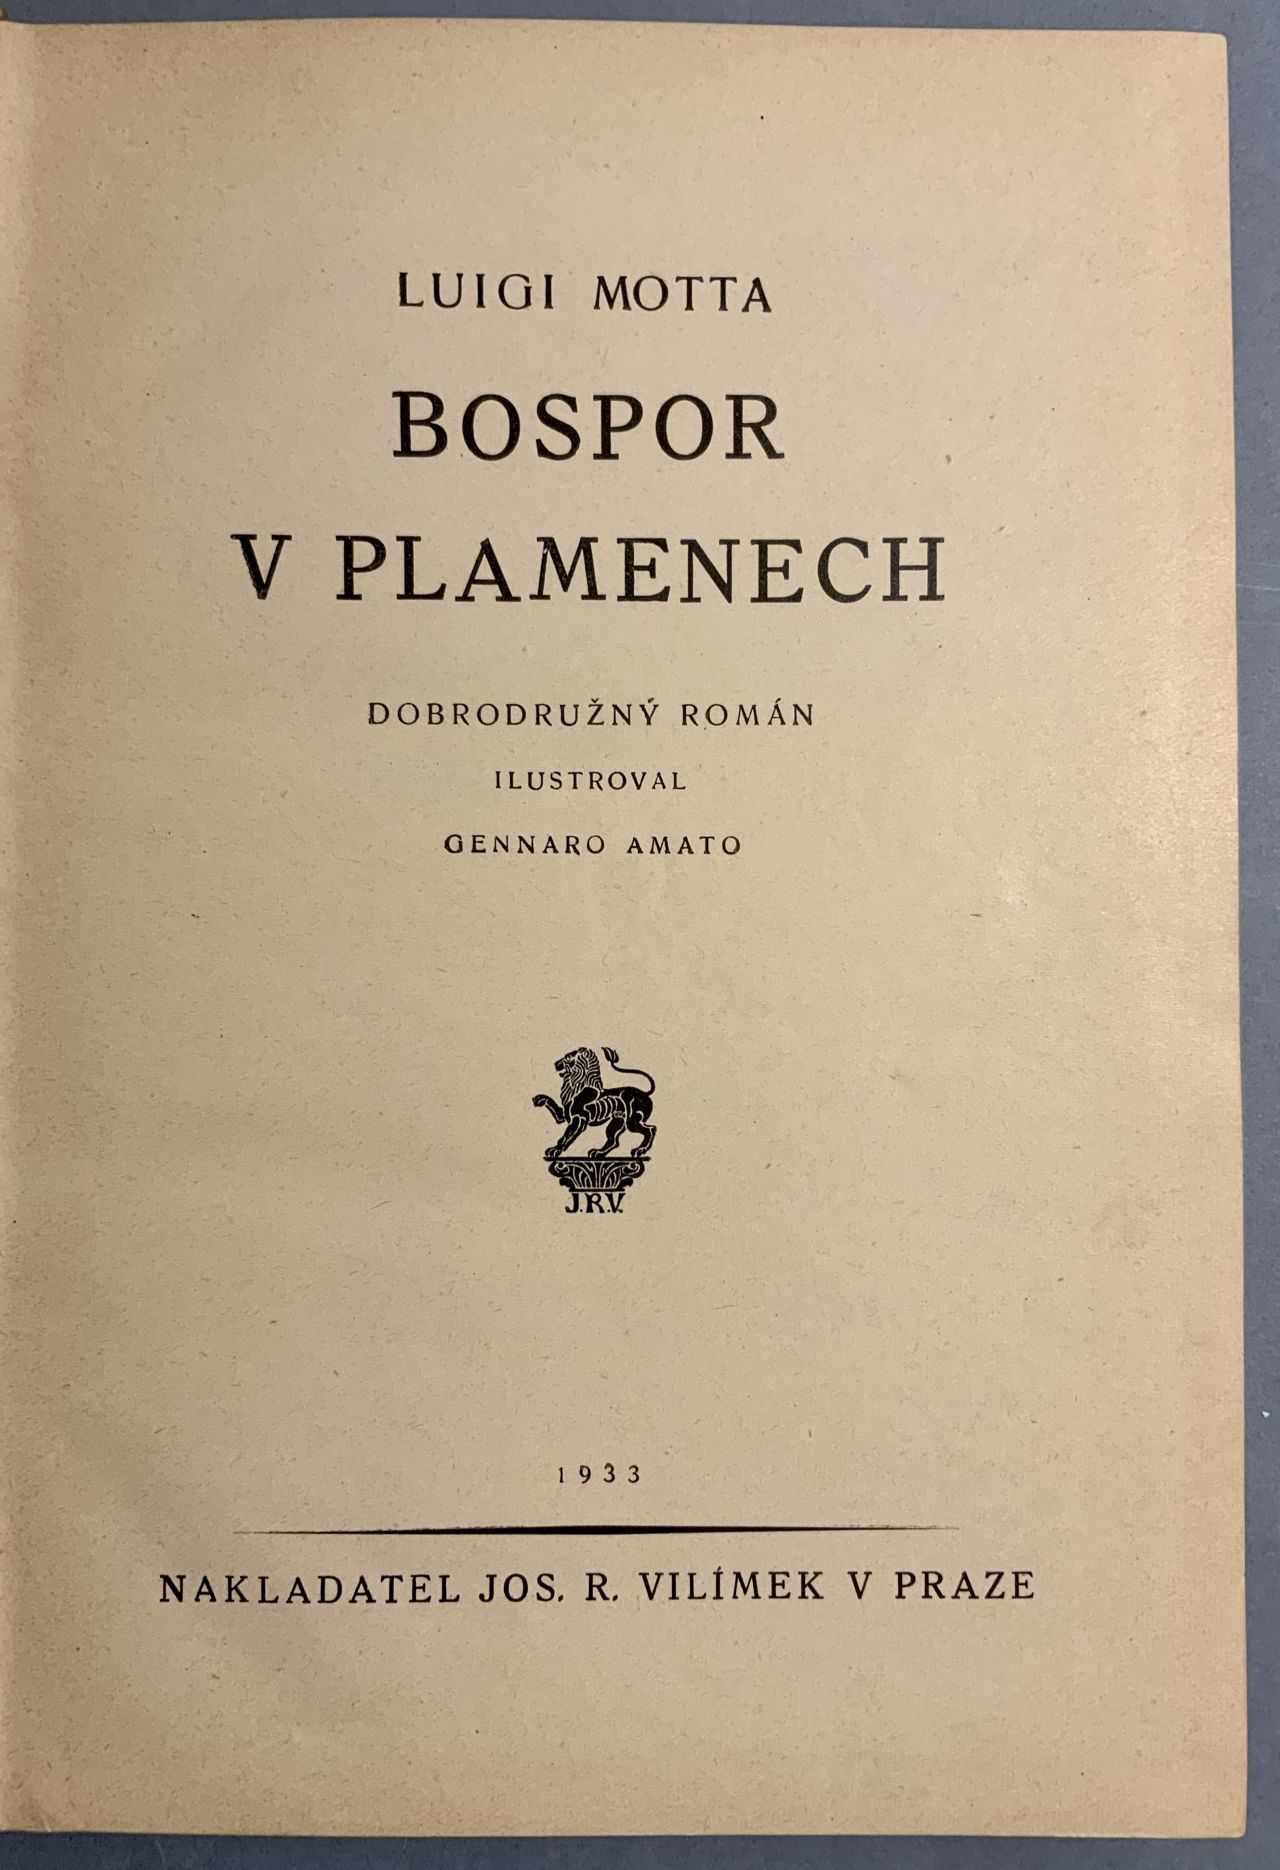 LUIGI MOTTA
BOSPOR
V PLAMENECH
DOBRODRUŽNÝ ROMÁN
ILUSTROVAL
GENNARO AMATO
J.R.V.
1933
NAKLADATEL JOS. R. VILÍMEK V PRAZE